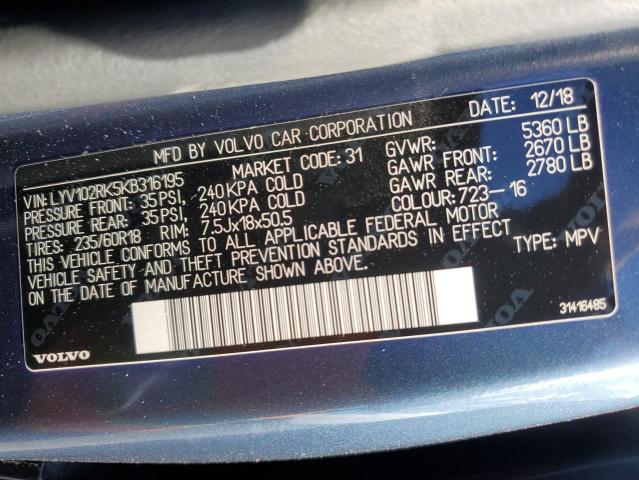 MFD BY VOLVO CAR CORPORATION DATE: 12/18
VIN: LYV102RK5KB316195 MARKET CODE: 31 GVWR: 5360 LB
PRESSURE FRONT: 35PSI, 240KPA COLD GAWR FRONT: 2670 LB
PRESSURE REAR: 35PSI, 240KPA COLD GAWR REAR: 2780 LB
TIRES: 235/60R18 RIM: 7.5Jx18x50.5 COLOUR: 723-16
THIS VEHICLE CONFORMS TO ALL APPLICABLE FEDERAL MOTOR
VEHICLE SAFETY AND THEFT PREVENTION STANDARDS IN EFFECT TYPE: MPV
ON THE DATE OF MANUFACTURE SHOWN ABOVE.
VOLVO 31416485